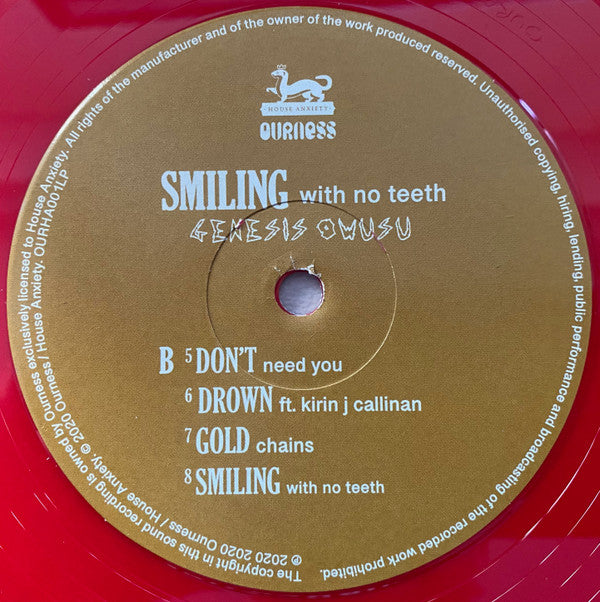 HOUSE ANXIETY
OURNESS
SMILING with no teeth
GENESIS OWUSU
B 5 DON'T need you
6 DROWN ft. kirin j callinan
7 GOLD chains
8 SMILING with no teeth
The copyright in this sound recording is owned by Ourness exclusively licensed to House Anxiety. All rights of the manufacturer and of the owner of the work produced reserved. Unauthorised copying, hiring, lending, public performance and broadcasting of the recorded work prohibited.
℗ 2020 2020 Ourness / House Anxiety. © 2020 Ourness / House Anxiety. OURHA001LP